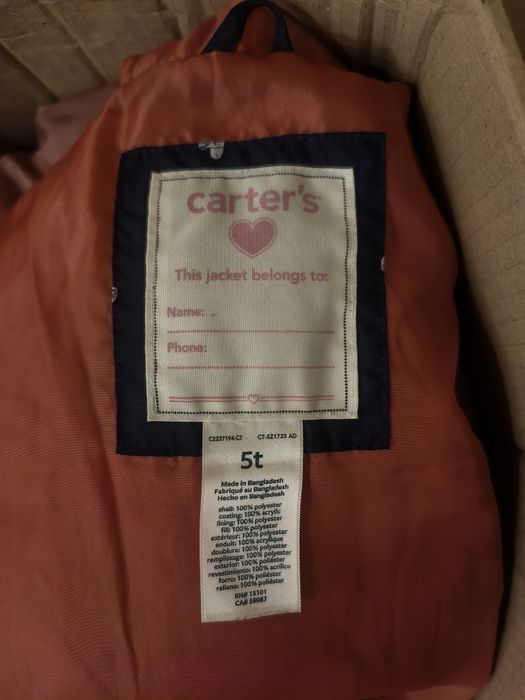 carter's
This jacket belongs to:
Name:
Phone:
C2237194-CT CT-SZ1725 AD
5t
Made in Bangladesh
Fabriqué au Bangladesh
Hecho en Bangladesh
shell: 100% polyester
coating: 100% acrylic
lining: 100% polyester
fill: 100% polyester
extérieur: 100% polyester
enduit: 100% acrylique
doublure: 100% polyester
remplissage: 100% polyester
exterior: 100% poliéster
revestimiento: 100% acrílico
forro: 100% poliéster
relleno: 100% poliéster
RN# 15101
CA# 59087